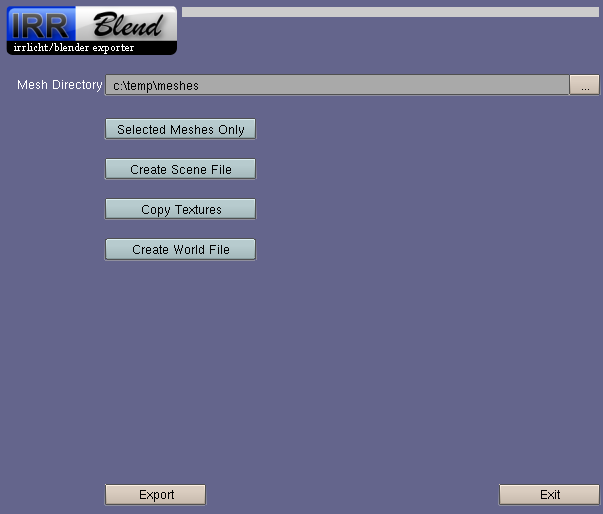 IRR Blend
irrlicht/blender exporter
Mesh Directory c:\temp\meshes ...
Selected Meshes Only
Create Scene File
Copy Textures
Create World File
Export Exit